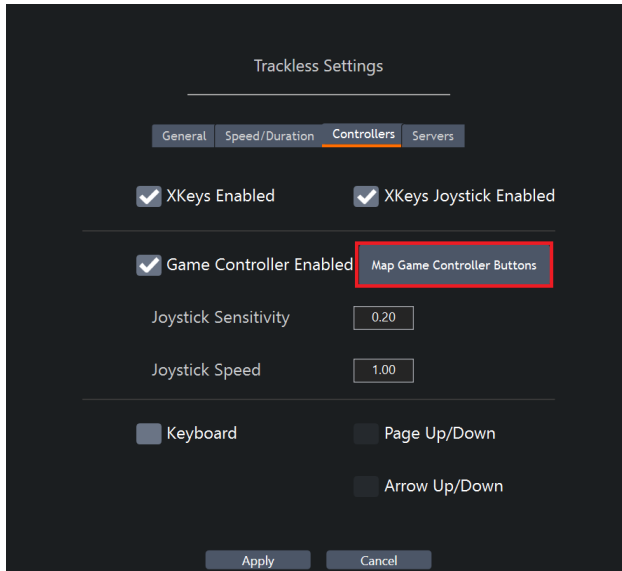 Trackless Settings
General Speed/Duration Controllers Servers
XKeys Enabled XKeys Joystick Enabled
Game Controller Enabled Map Game Controller Buttons
Joystick Sensitivity 0.20
Joystick Speed 1.00
Keyboard Page Up/Down
Arrow Up/Down
Apply Cancel